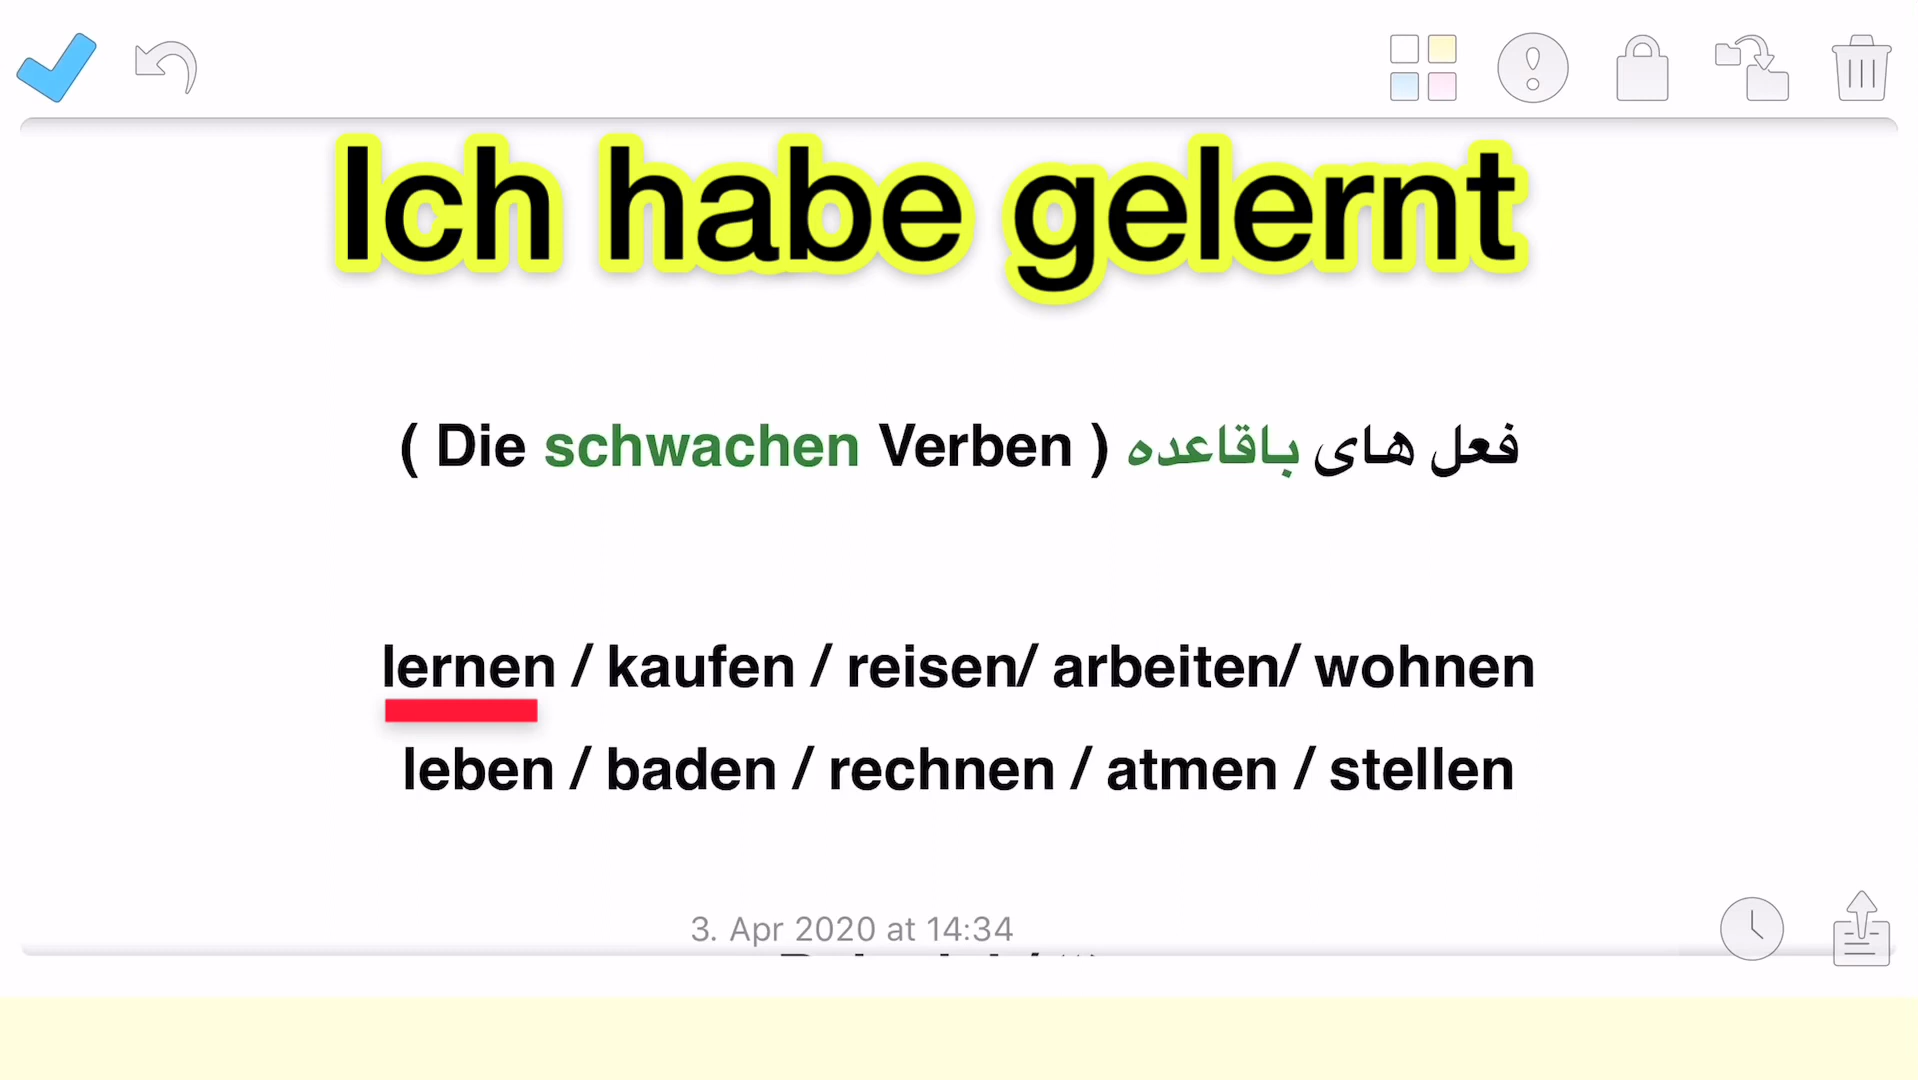 Ich habe gelernt
فعل های باقاعده ( Die schwachen Verben )
lernen / kaufen / reisen/ arbeiten/ wohnen
leben / baden / rechnen / atmen / stellen
3. Apr 2020 at 14:34